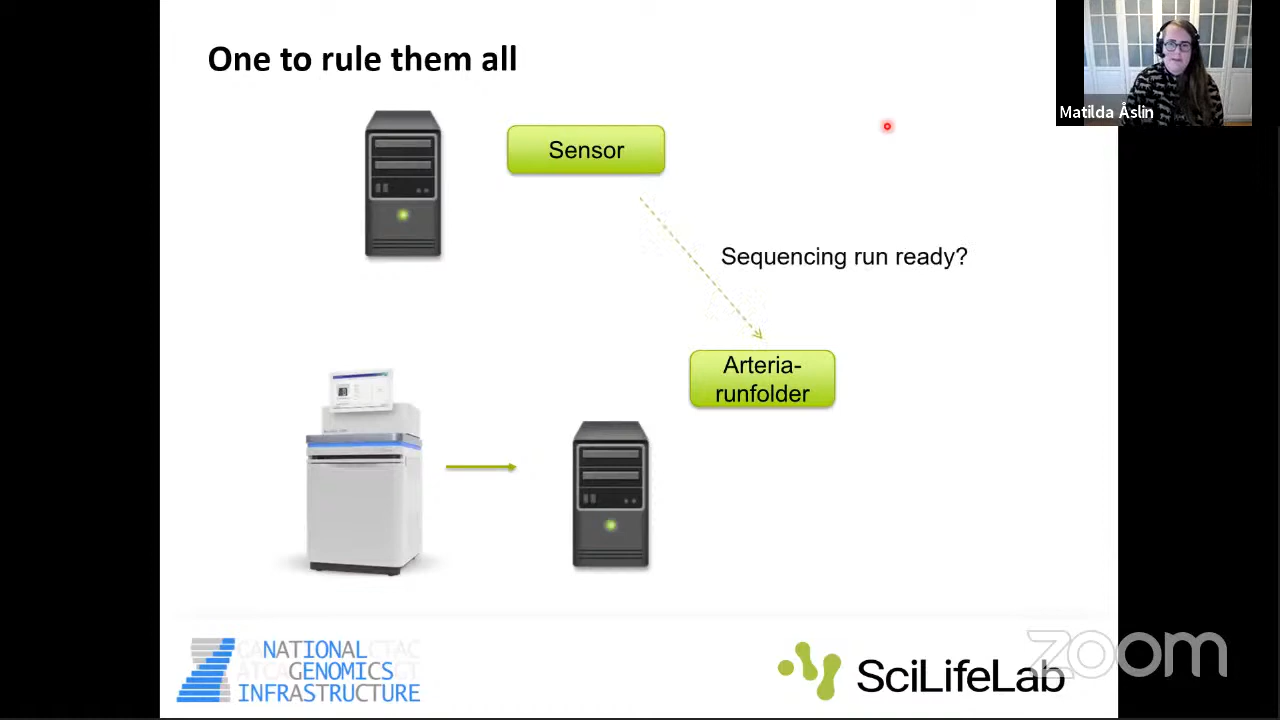 One to rule them all
Matilda Åslin
Sensor
Sequencing run ready?
Arteria-
runfolder
NATIONAL
GENOMICS
INFRASTRUCTURE
SciLifeLab
zoom